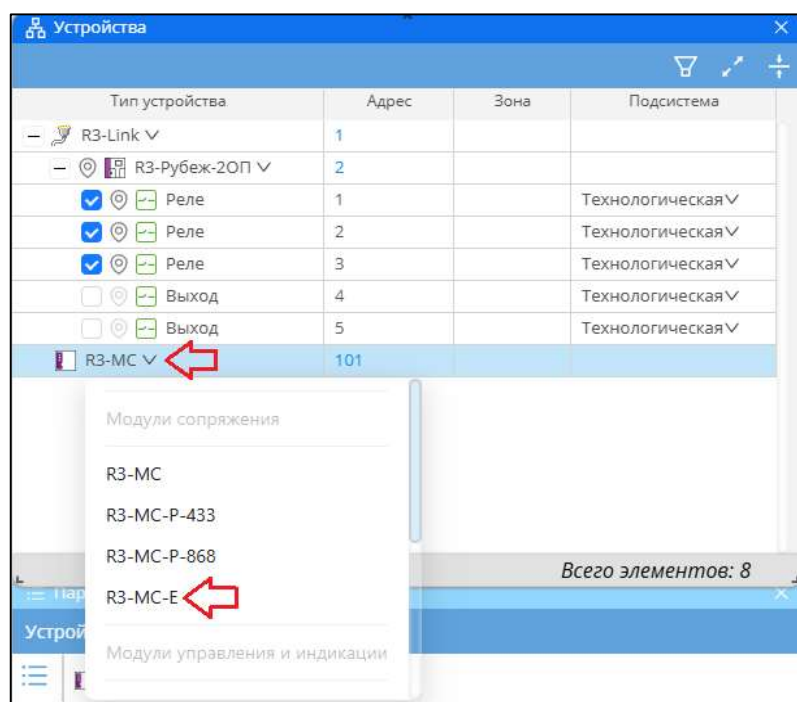 Устройства
Тип устройства Адрес Зона Подсистема
R3-Link 1
R3-Рубеж-2ОП 2
Реле 1 Технологическая
Реле 2 Технологическая
Реле 3 Технологическая
Выход 4 Технологическая
Выход 5 Технологическая
R3-МС 101
Модули сопряжения
R3-МС
R3-МС-Р-433
R3-МС-Р-868
Всего элементов: 8
R3-МС-Е
Модули управления и индикации